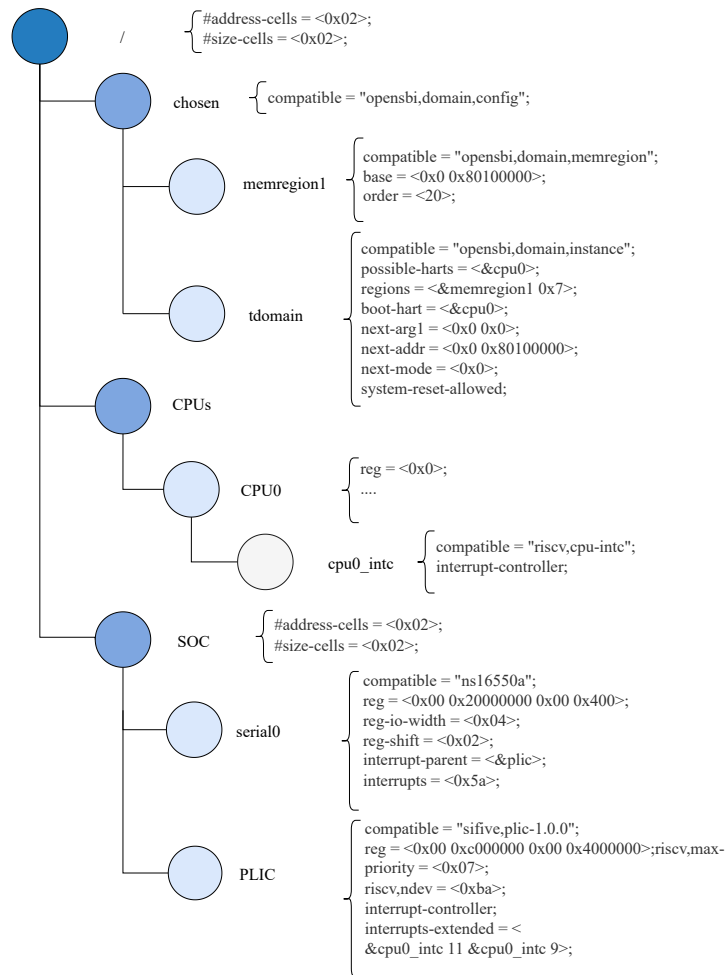 /
#address-cells = <0x02>;
#size-cells = <0x02>;
chosen
compatible = "opensbi,domain,config";
memregion1
compatible = "opensbi,domain,memregion";
base = <0x0 0x80100000>;
order = <20>;
tdomain
compatible = "opensbi,domain,instance";
possible-harts = <&cpu0>;
regions = <&memregion1 0x7>;
boot-hart = <&cpu0>;
next-arg1 = <0x0 0x0>;
next-addr = <0x0 0x80100000>;
next-mode = <0x0>;
system-reset-allowed;
CPUs
CPU0
reg = <0x0>;
....
cpu0_intc
compatible = "riscv,cpu-intc";
interrupt-controller;
SOC
#address-cells = <0x02>;
#size-cells = <0x02>;
serial0
compatible = "ns16550a";
reg = <0x00 0x20000000 0x00 0x400>;
reg-io-width = <0x04>;
reg-shift = <0x02>;
interrupt-parent = <&plic>;
interrupts = <0x5a>;
PLIC
compatible = "sifive,plic-1.0.0";
reg = <0x00 0xc000000 0x00 0x4000000>;riscv,max-
priority = <0x07>;
riscv,ndev = <0xba>;
interrupt-controller;
interrupts-extended = <
&cpu0_intc 11 &cpu0_intc 9>;